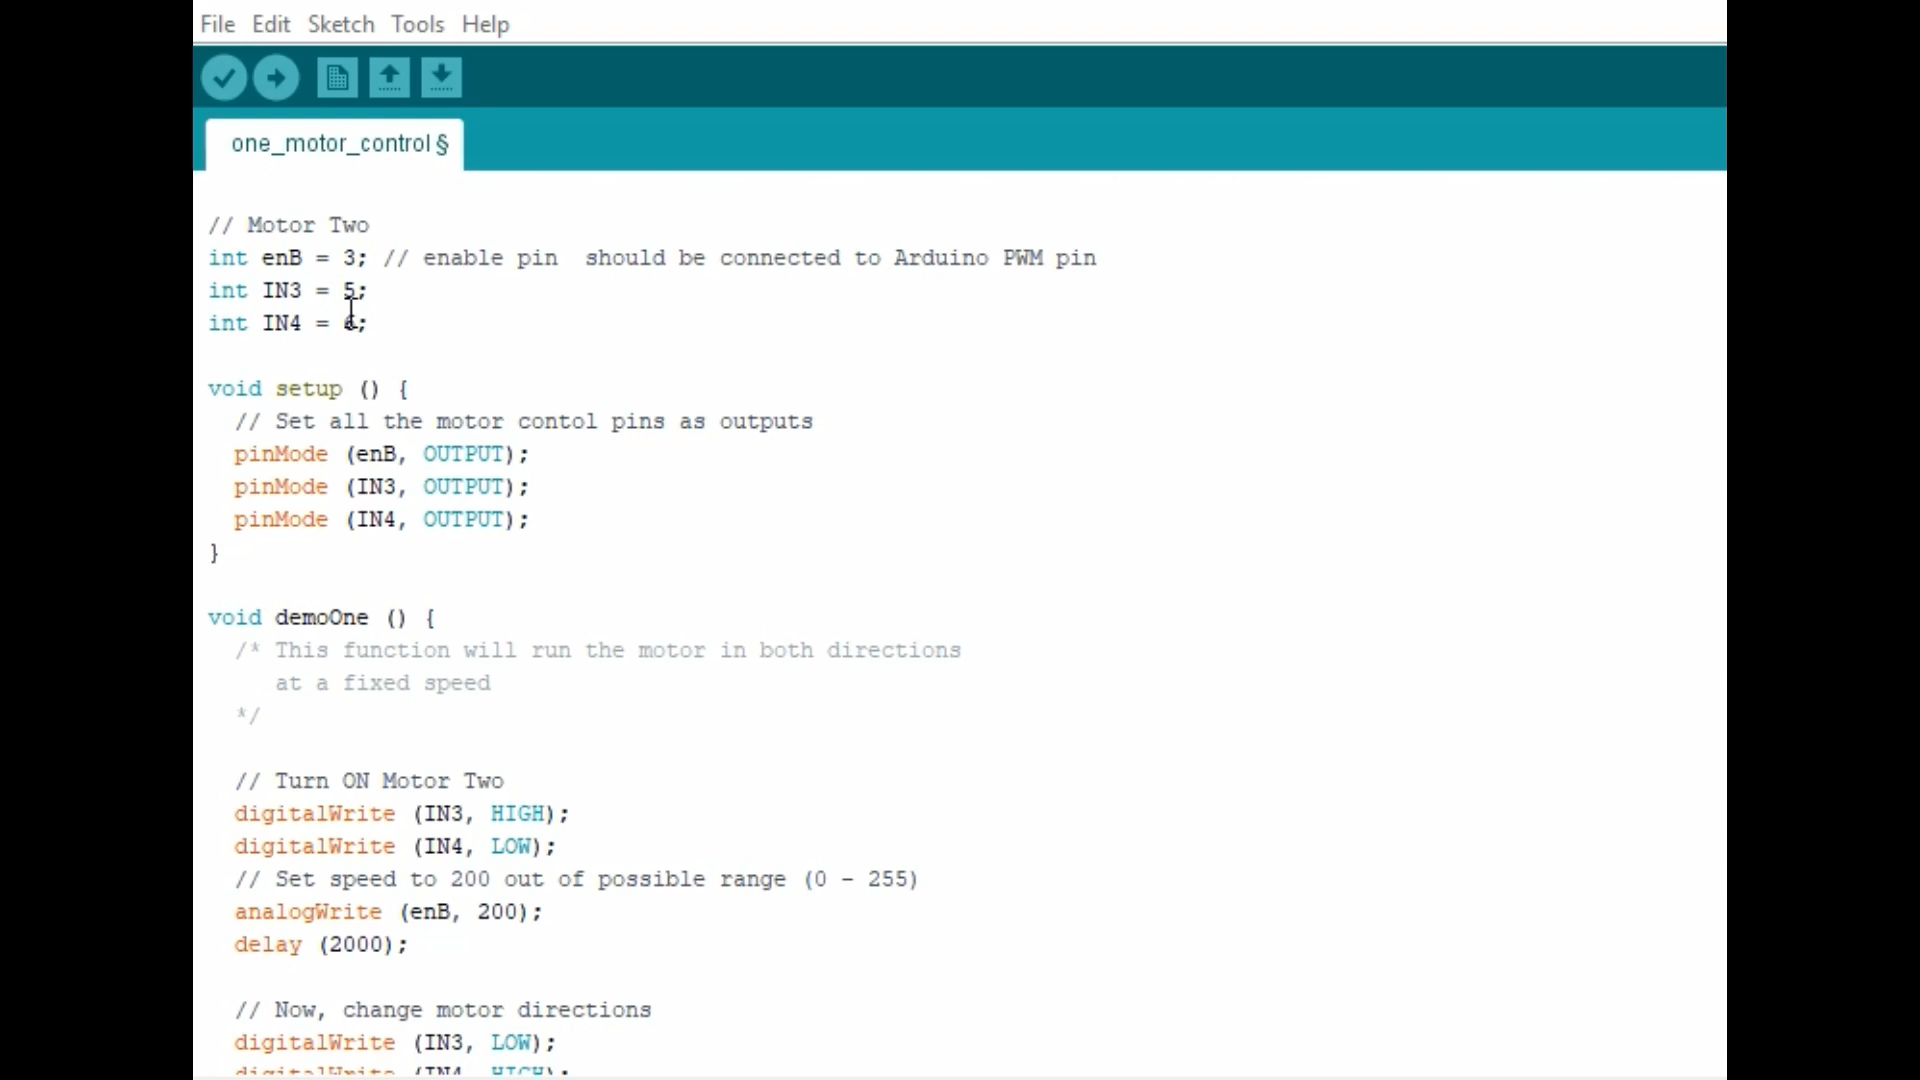 File Edit Sketch Tools Help
one_motor_control §
// Motor Two
int enB = 3; // enable pin  should be connected to Arduino PWM pin
int IN3 = 5;
int IN4 = ;
void setup () {
// Set all the motor contol pins as outputs
pinMode (enB, OUTPUT);
pinMode (IN3, OUTPUT);
pinMode (IN4, OUTPUT);
}
void demoOne () {
/* This function will run the motor in both directions
at a fixed speed
*/
// Turn ON Motor Two
digitalWrite (IN3, HIGH);
digitalWrite (IN4, LOW);
// Set speed to 200 out of possible range (0 - 255)
analogWrite (enB, 200);
delay (2000);
// Now, change motor directions
digitalWrite (IN3, LOW);
digitalWrite (IN4, HIGH);